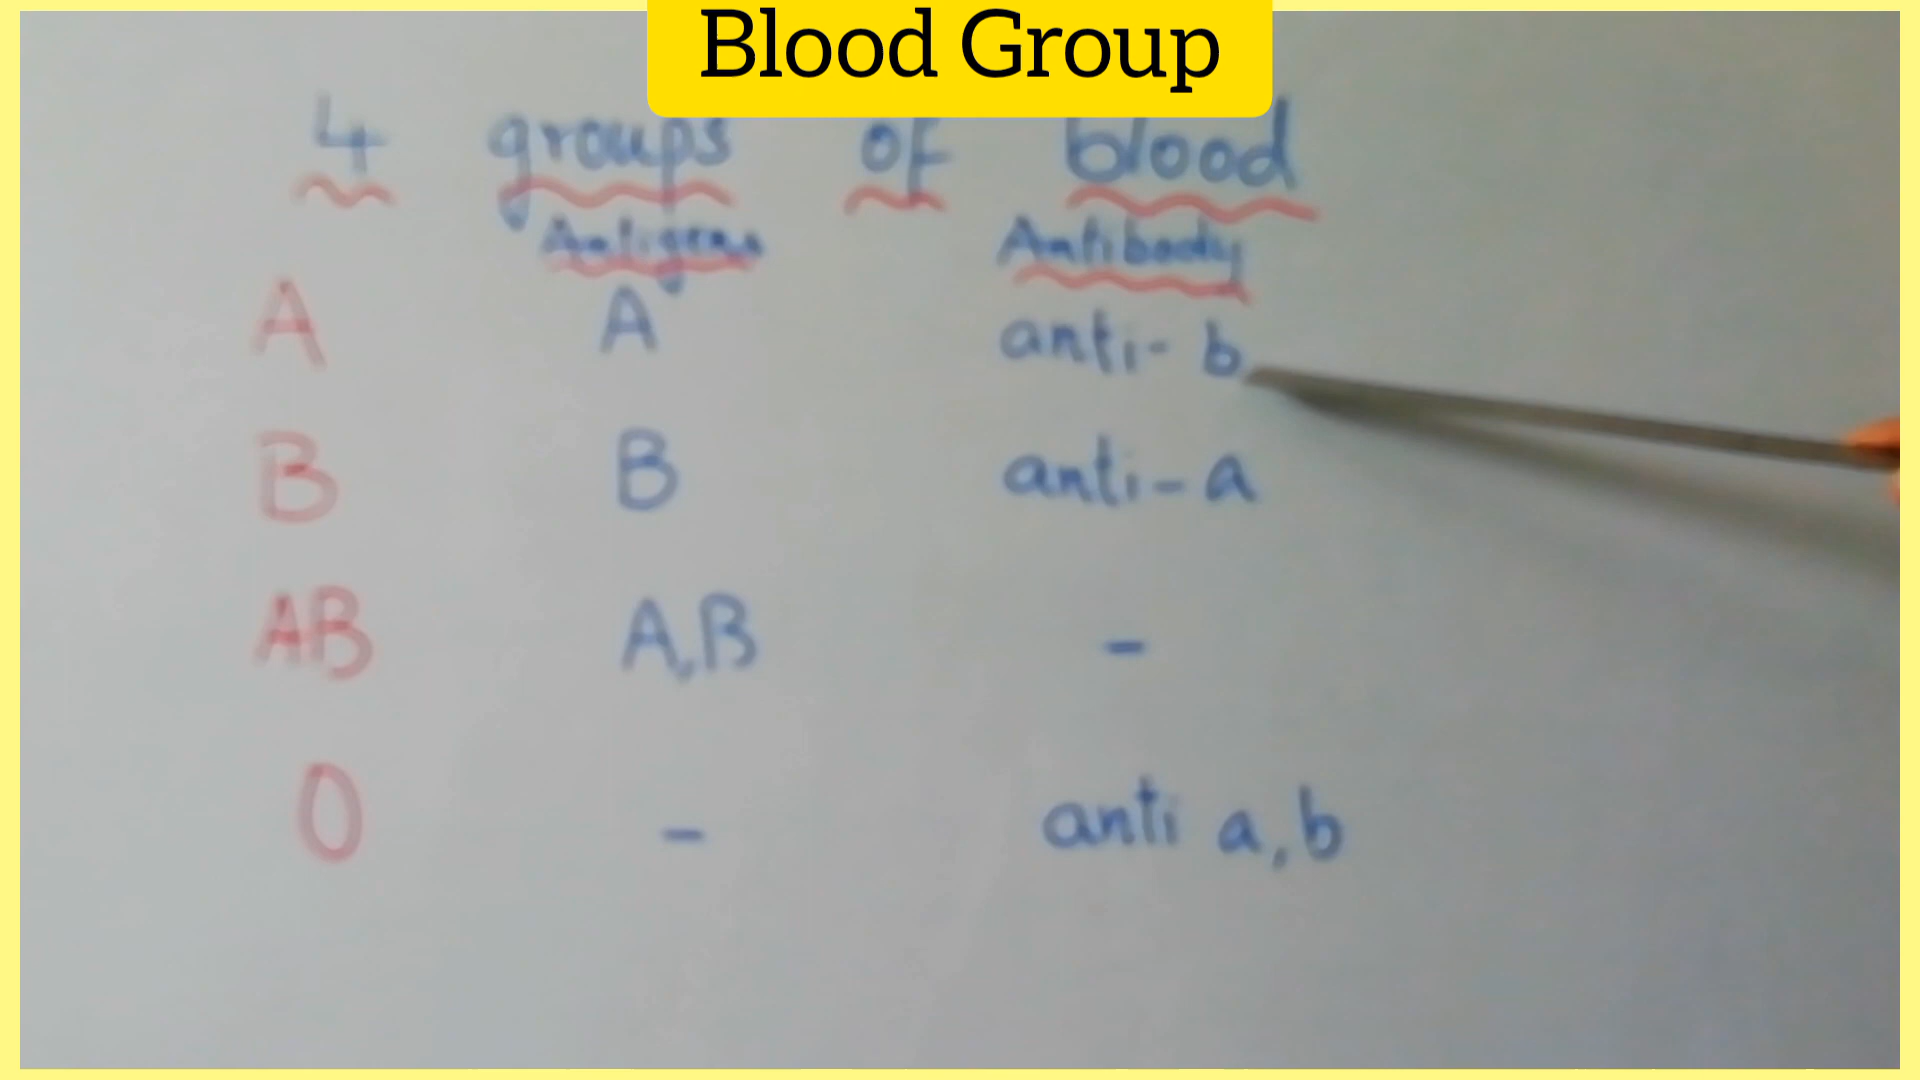 Blood Group
4 groups of blood
Antigens Antibody
A A anti-b
B B anti-a
AB A,B -
O - anti a,b